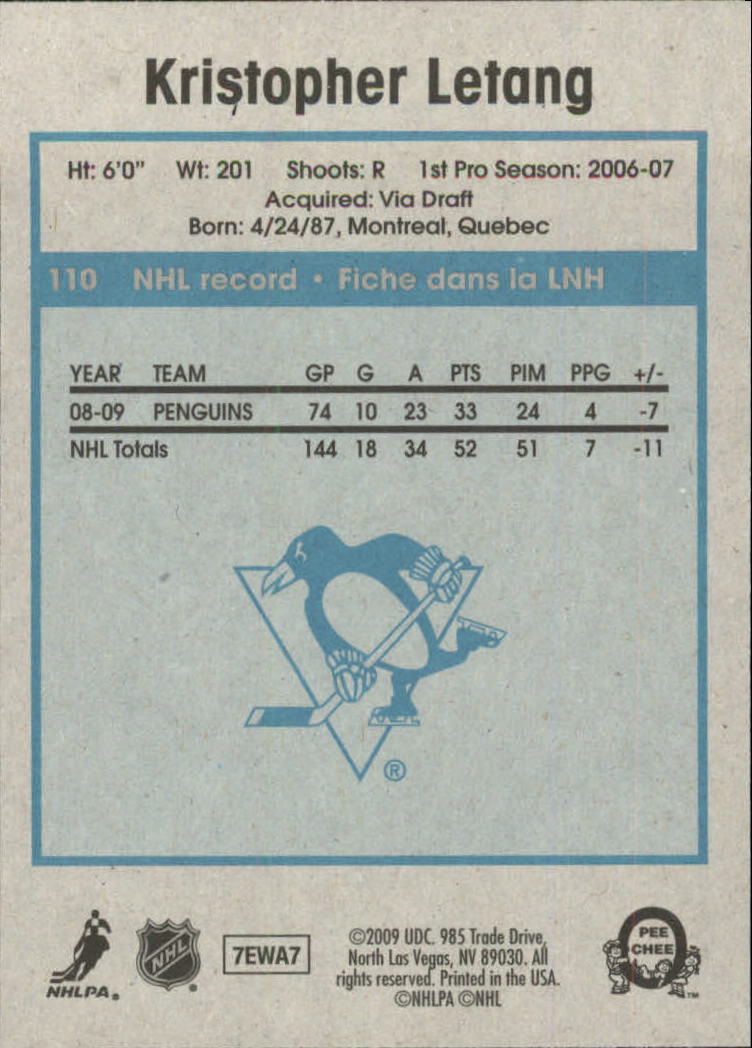 Kristopher Letang
Ht: 6'0" Wt: 201 Shoots: R 1st Pro Season: 2006-07
Acquired: Via Draft
Born: 4/24/87, Montreal, Quebec
110 NHL record • Fiche dans la LNH
YEAR TEAM GP G A PTS PIM PPG +/-
08-09 PENGUINS 74 10 23 33 24 4 -7
NHL Totals 144 18 34 52 51 7 -11
®
NHLPA®
NHL®
7EWA7
©2009 UDC. 985 Trade Drive,
North Las Vegas, NV 89030. All
rights reserved. Printed in the USA.
©NHLPA ©NHL
O
PEE
CHEE
TM